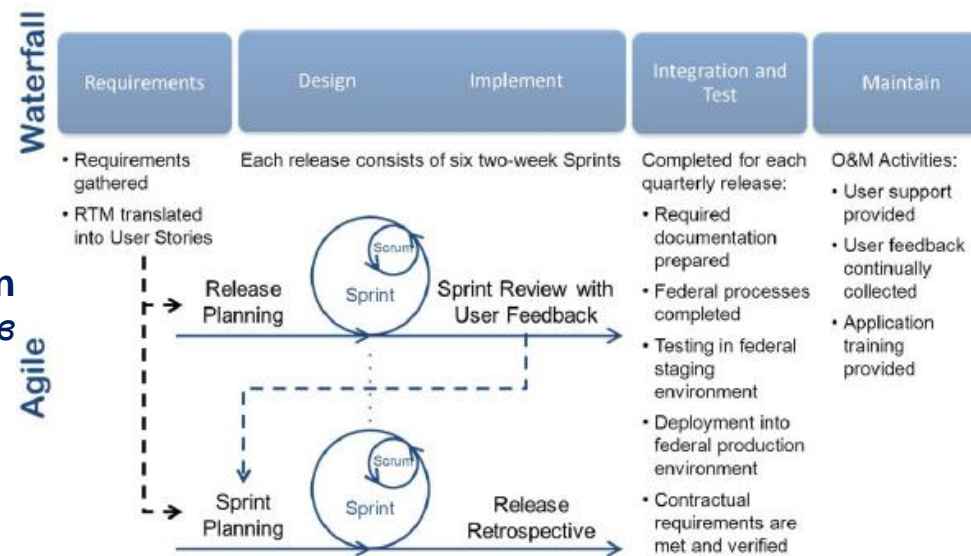 Waterfall
Requirements
Design
Implement
Integration and
Test
Maintain
• Requirements
gathered
• RTM translated
into User Stories
Each release consists of six two-week Sprints
Completed for each
quarterly release:
• Required
documentation
prepared
• Federal processes
completed
• Testing in federal
staging
environment
• Deployment into
federal production
environment
• Contractual
requirements are
met and verified
O&M Activities:
• User support
provided
• User feedback
continually
collected
• Application
training
provided
Agile
Release
Planning
Scrum
Sprint
Sprint Review with
User Feedback
Sprint
Planning
Scrum
Sprint
Release
Retrospective